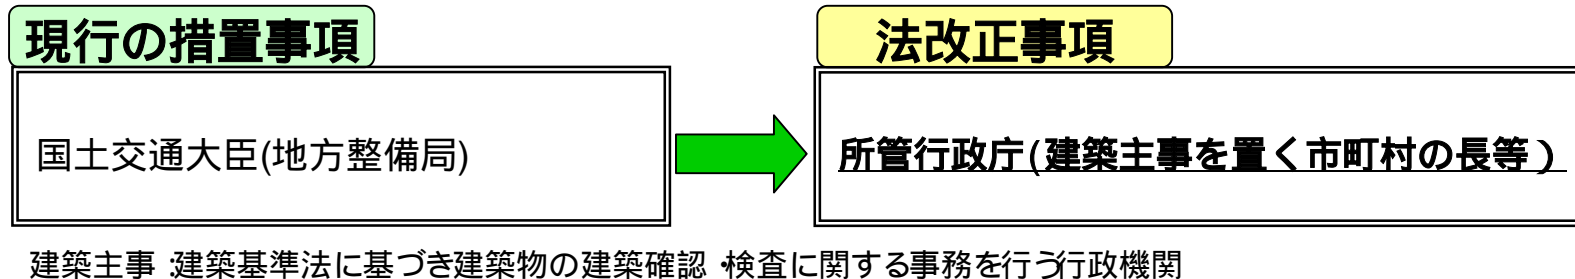 現行の措置事項
法改正事項
国土交通大臣(地方整備局)
所管行政庁(建築主事を置く市町村の長等)
建築主事:建築基準法に基づき建築物の建築確認・検査に関する事務を行う行政機関